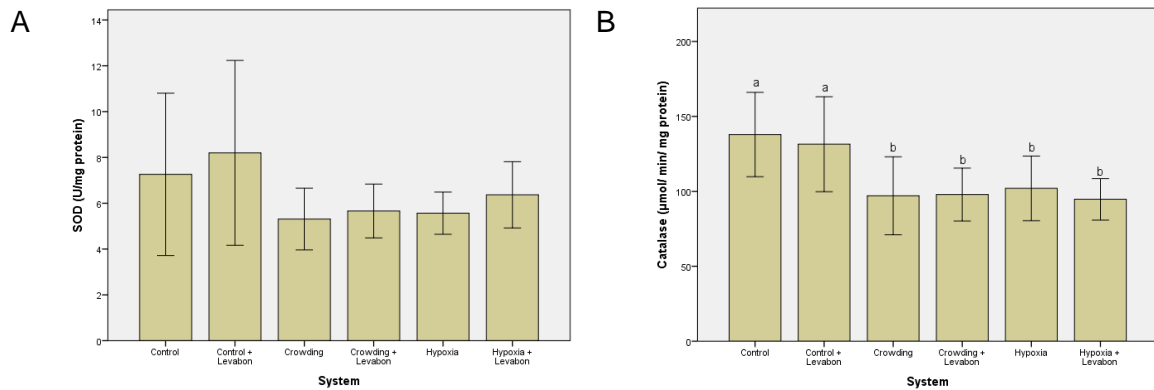 A
SOD (U/mg protein)
14
12
10
8
6
4
2
0
Control
Control +
Levabon
Crowding
Crowding +
Levabon
Hypoxia
Hypoxia +
Levabon
System
B
Catalase (µmol/ min/ mg protein)
200
150
100
50
0
a
a
b
b
b
b
Control
Control +
Levabon
Crowding
Crowding +
Levabon
Hypoxia
Hypoxia +
Levabon
System